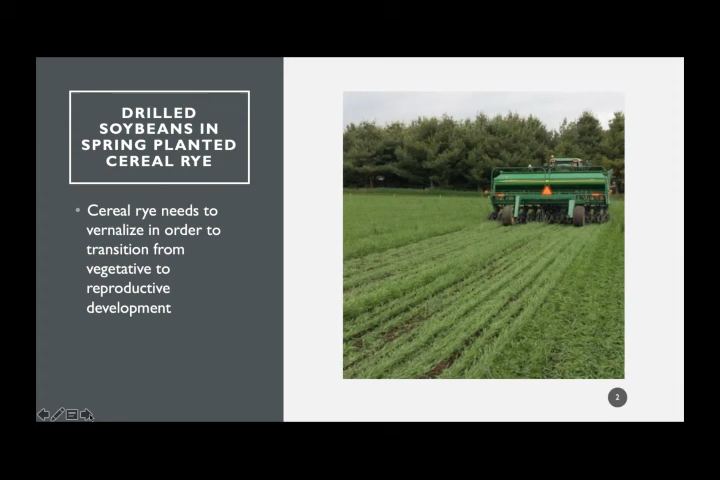 DRILLED
SOYBEANS IN
SPRING PLANTED
CEREAL RYE
• Cereal rye needs to
vernalize in order to
transition from
vegetative to
reproductive
development
2